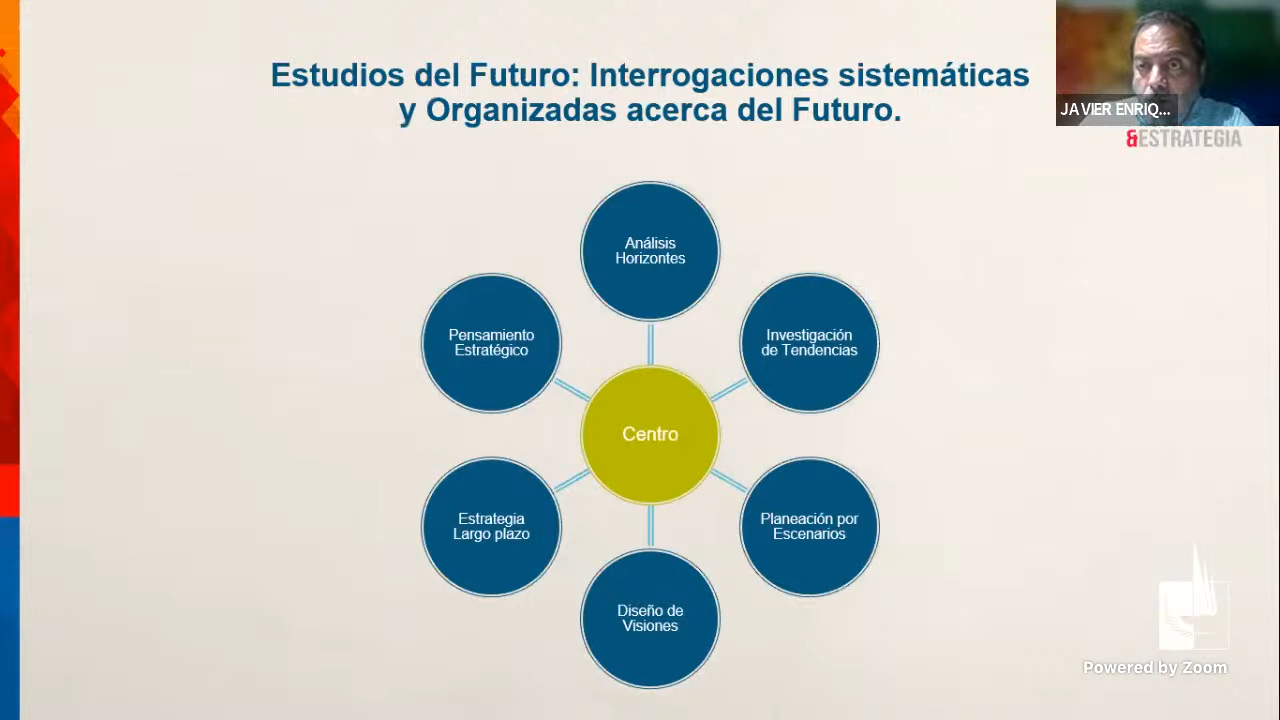 Estudios del Futuro: Interrogaciones sistemáticas
y Organizadas acerca del Futuro.
JAVIER ENRIQ...
&ESTRATEGIA
Análisis
Horizontes
Pensamiento
Estratégico
Investigación
de Tendencias
Centro
Estrategia
Largo plazo
Planeación por
Escenarios
Diseño de
Visiones
Powered by Zoom